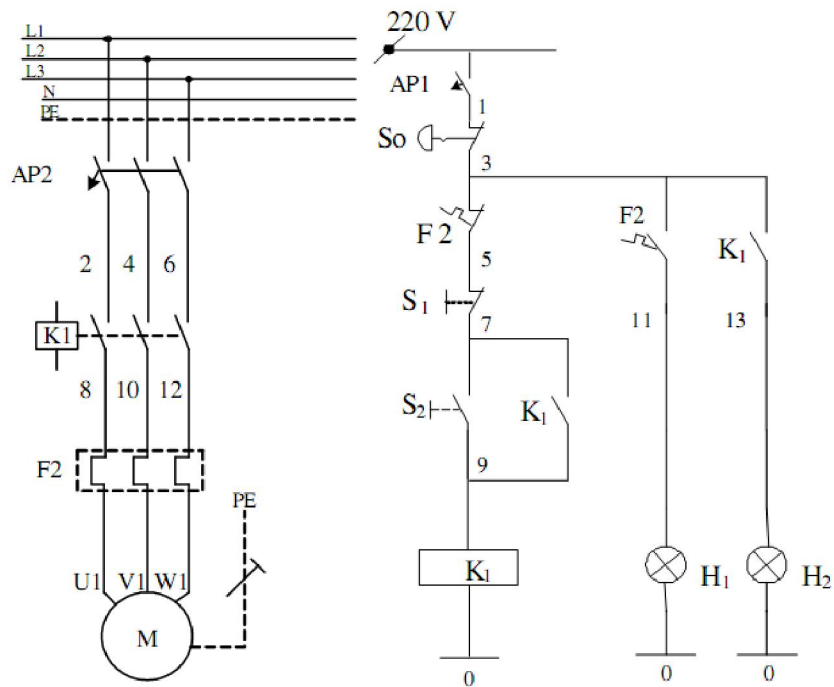 L1
L2
L3
N
PE
AP2
2 4 6
K1
8 10 12
F2
PE
U1 V1 W1
M
220 V
AP1
1
So
3
F 2
5
S1
7
S2
K1
9
K1
0
F2
11
H1
0
K1
13
H2
0